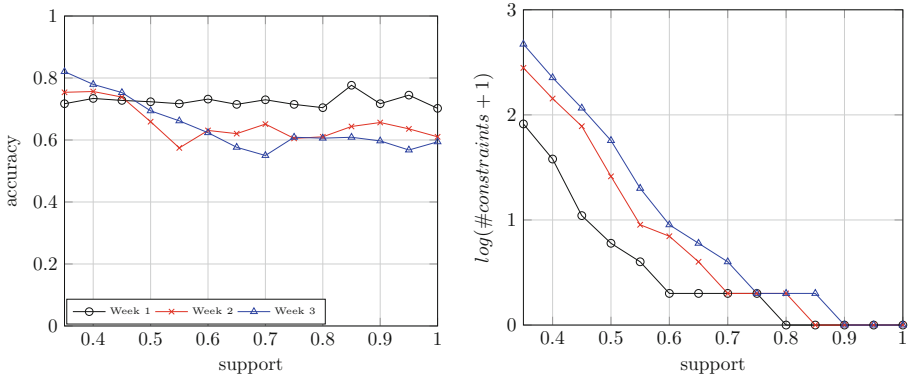 1
0.8
0.6
0.4
0.2
0
accuracy
0.4 0.5 0.6 0.7 0.8 0.9 1
support
Week 1 Week 2 Week 3
3
2
1
0
log(#constraints + 1)
0.4 0.5 0.6 0.7 0.8 0.9 1
support